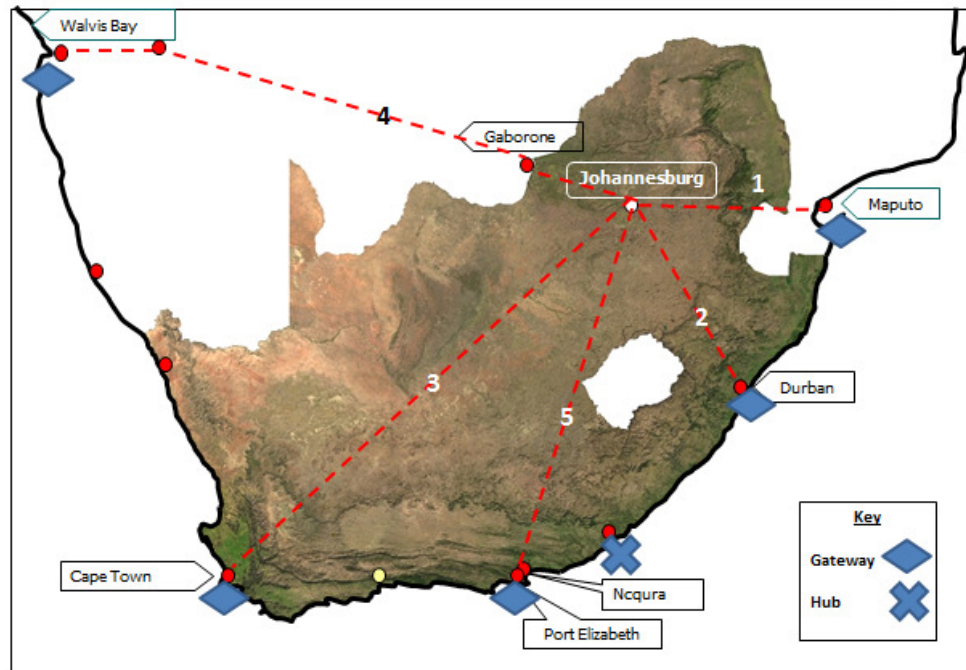 Walvis Bay
4
Gaborone
Johannesburg
1
Maputo
2
Durban
3
5
Key
Gateway
Hub
Cape Town
Ncqura
Port Elizabeth